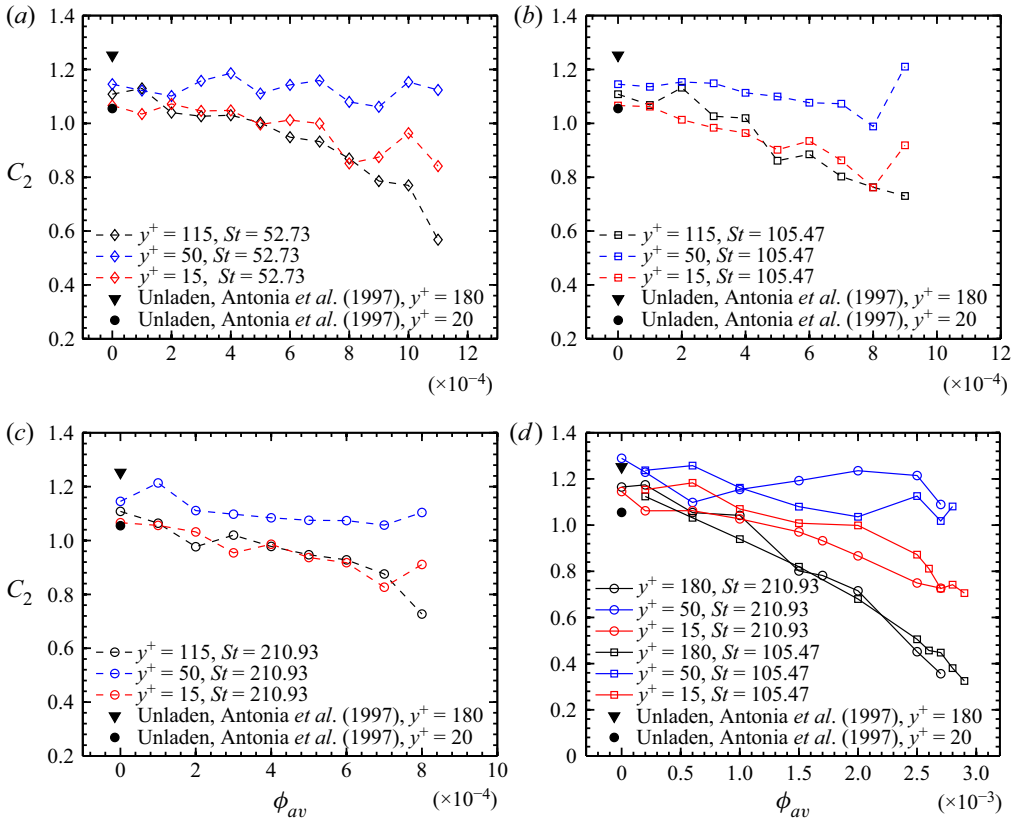 (a)
1.4
1.2
1.0
0.8
0.6
0.4
0.2
C2
y+ = 115, St = 52.73
y+ = 50, St = 52.73
y+ = 15, St = 52.73
Unladen, Antonia et al. (1997), y+ = 180
Unladen, Antonia et al. (1997), y+ = 20
0 2 4 6 8 10 12
(×10−4)
(b)
1.4
1.2
1.0
0.8
0.6
0.4
0.2
y+ = 115, St = 105.47
y+ = 50, St = 105.47
y+ = 15, St = 105.47
Unladen, Antonia et al. (1997), y+ = 180
Unladen, Antonia et al. (1997), y+ = 20
0 2 4 6 8 10 12
(×10−4)
(c)
1.4
1.2
1.0
0.8
0.6
0.4
0.2
C2
y+ = 115, St = 210.93
y+ = 50, St = 210.93
y+ = 15, St = 210.93
Unladen, Antonia et al. (1997), y+ = 180
Unladen, Antonia et al. (1997), y+ = 20
0 2 4 6 8 10
ϕav
(×10−4)
(d)
1.4
1.2
1.0
0.8
0.6
0.4
0.2
0
y+ = 180, St = 210.93
y+ = 50, St = 210.93
y+ = 15, St = 210.93
y+ = 180, St = 105.47
y+ = 50, St = 105.47
y+ = 15, St = 105.47
Unladen, Antonia et al. (1997), y+ = 180
Unladen, Antonia et al. (1997), y+ = 20
0 0.5 1.0 1.5 2.0 2.5 3.0
ϕav
(×10−3)